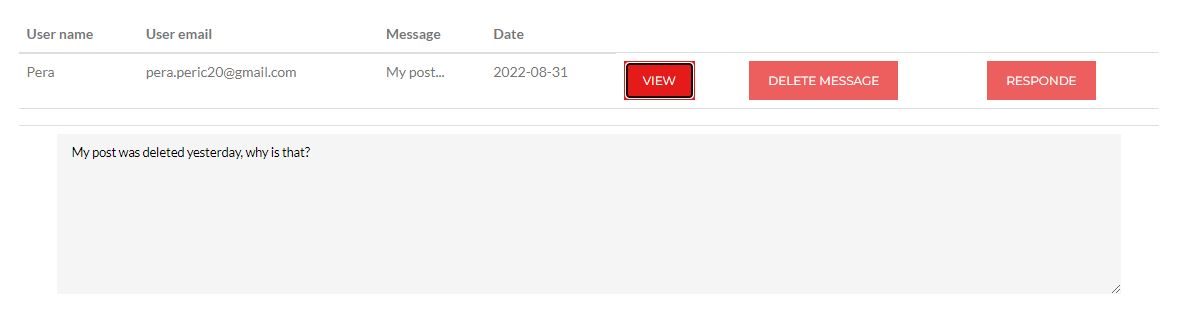 User name User email Message Date
Pera pera.peric20@gmail.com My post... 2022-08-31 VIEW DELETE MESSAGE RESPONDE
My post was deleted yesterday, why is that?